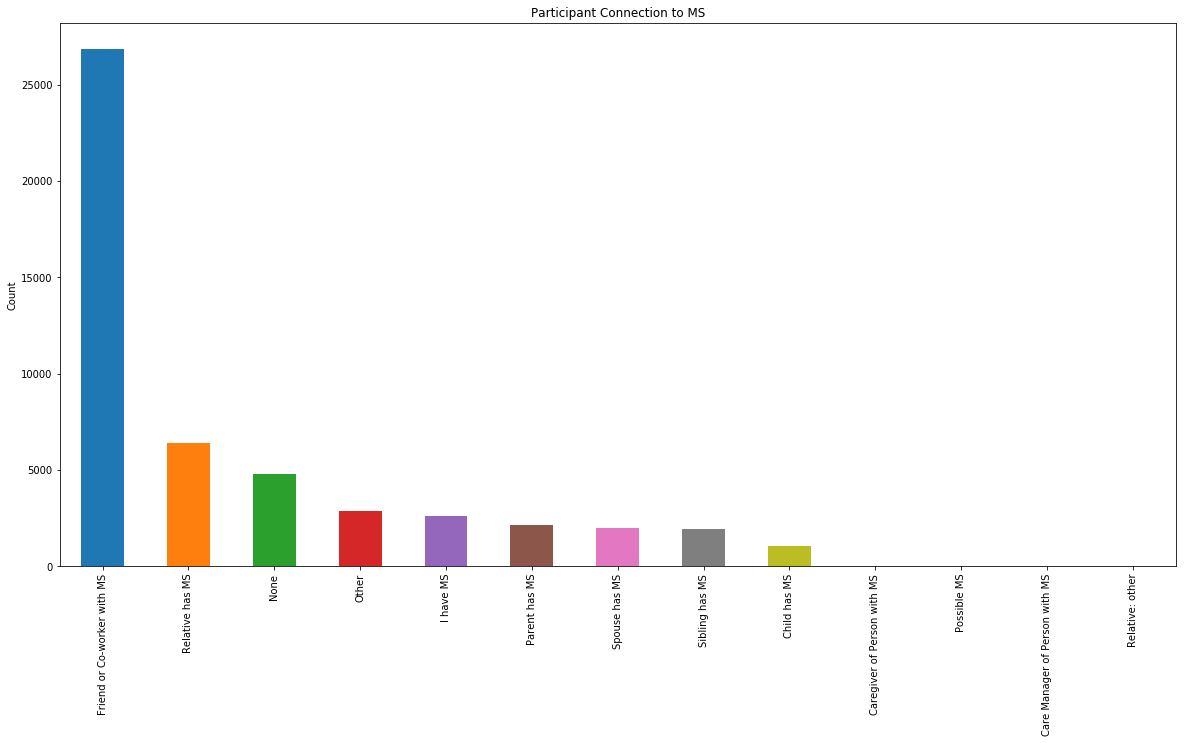 Participant Connection to MS
Count
25000
20000
15000
10000
5000
0
Friend or Co-worker with MS
Relative has MS
None
Other
I have MS
Parent has MS
Spouse has MS
Sibling has MS
Child has MS
Caregiver of Person with MS
Possible MS
Care Manager of Person with MS
Relative: other